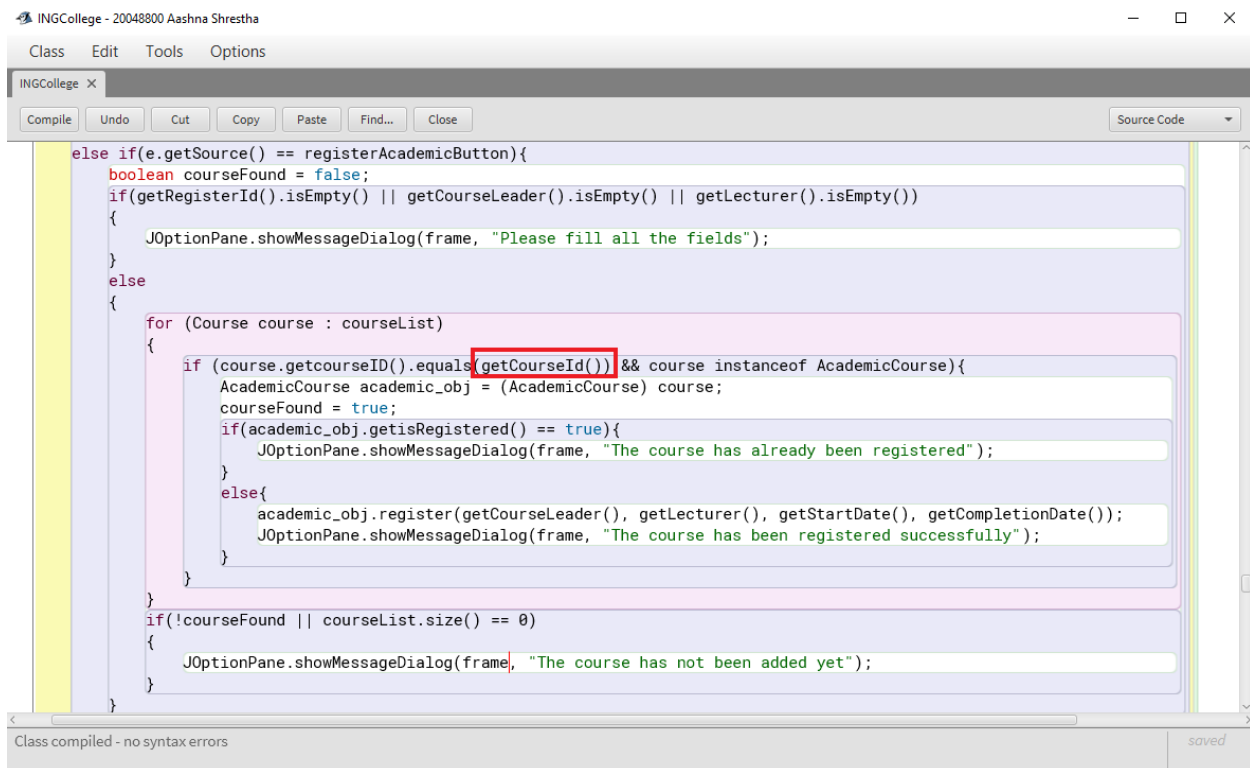 INGCollege - 20048800 Aashna Shrestha
Class Edit Tools Options
INGCollege
Compile Undo Cut Copy Paste Find... Close Source Code
else if(e.getSource() == registerAcademicButton){
boolean courseFound = false;
if(getRegisterId().isEmpty() || getCourseLeader().isEmpty() || getLecturer().isEmpty())
{
JOptionPane.showMessageDialog(frame, "Please fill all the fields");
}
else
{
for (Course course : courseList)
{
if (course.getcourseID().equals(getCourseId()) && course instanceof AcademicCourse){
AcademicCourse academic_obj = (AcademicCourse) course;
courseFound = true;
if(academic_obj.getisRegistered() == true){
JOptionPane.showMessageDialog(frame, "The course has already been registered");
}
else{
academic_obj.register(getCourseLeader(), getLecturer(), getStartDate(), getCompletionDate());
JOptionPane.showMessageDialog(frame, "The course has been registered successfully");
}
}
}
if(!courseFound || courseList.size() == 0)
{
JOptionPane.showMessageDialog(frame, "The course has not been added yet");
}
}
Class compiled - no syntax errors
saved